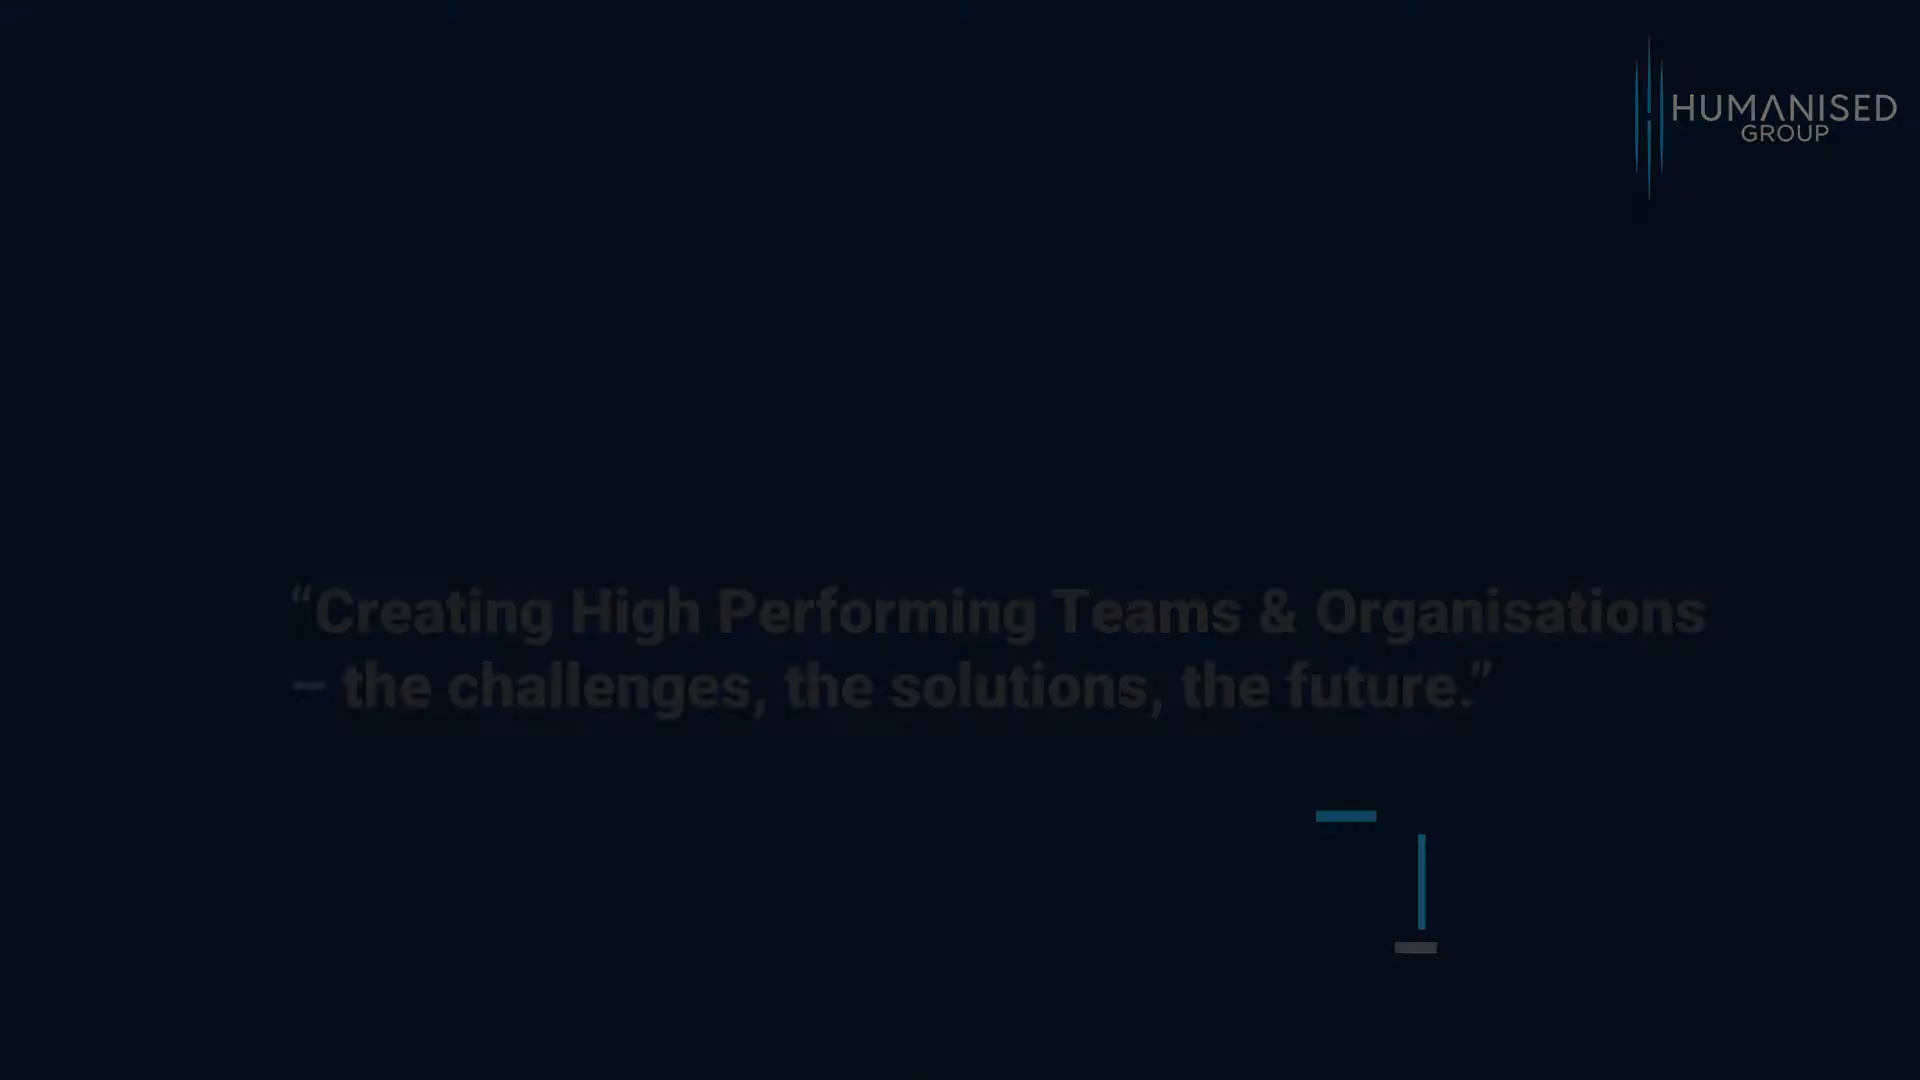 HUMANISED
GROUP
“Creating High Performing Teams & Organisations
– the challenges, the solutions, the future.”